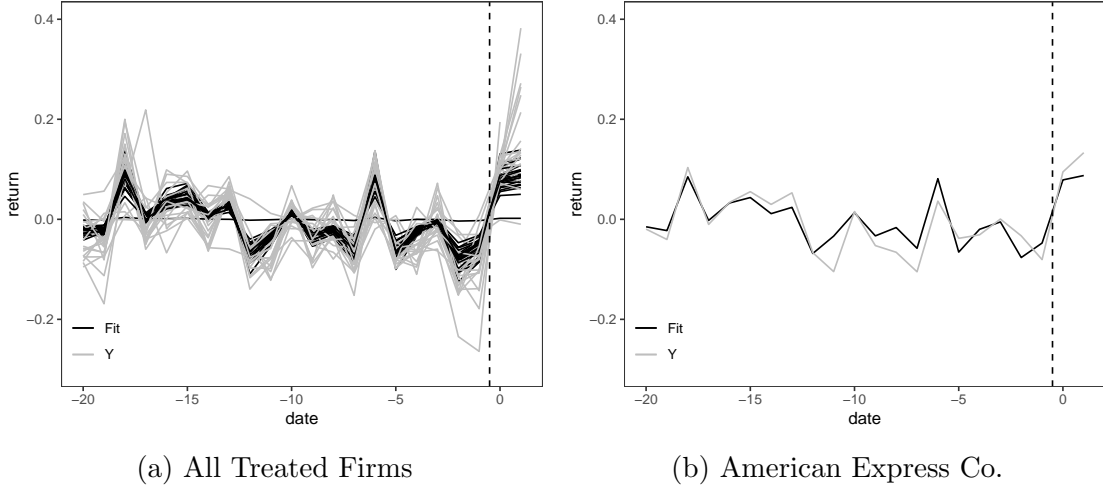 0.4
0.2
0.0
−0.2
return
Fit
Y
−20
−15
−10
−5
0
date
(a) All Treated Firms
0.4
0.2
0.0
−0.2
return
Fit
Y
−20
−15
−10
−5
0
date
(b) American Express Co.